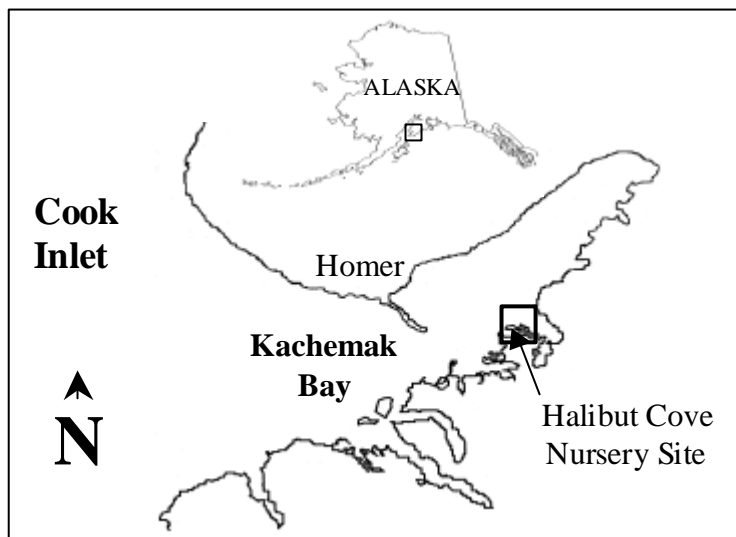 ALASKA
Cook
Inlet
Homer
Kachemak
Bay
N
Halibut Cove
Nursery Site